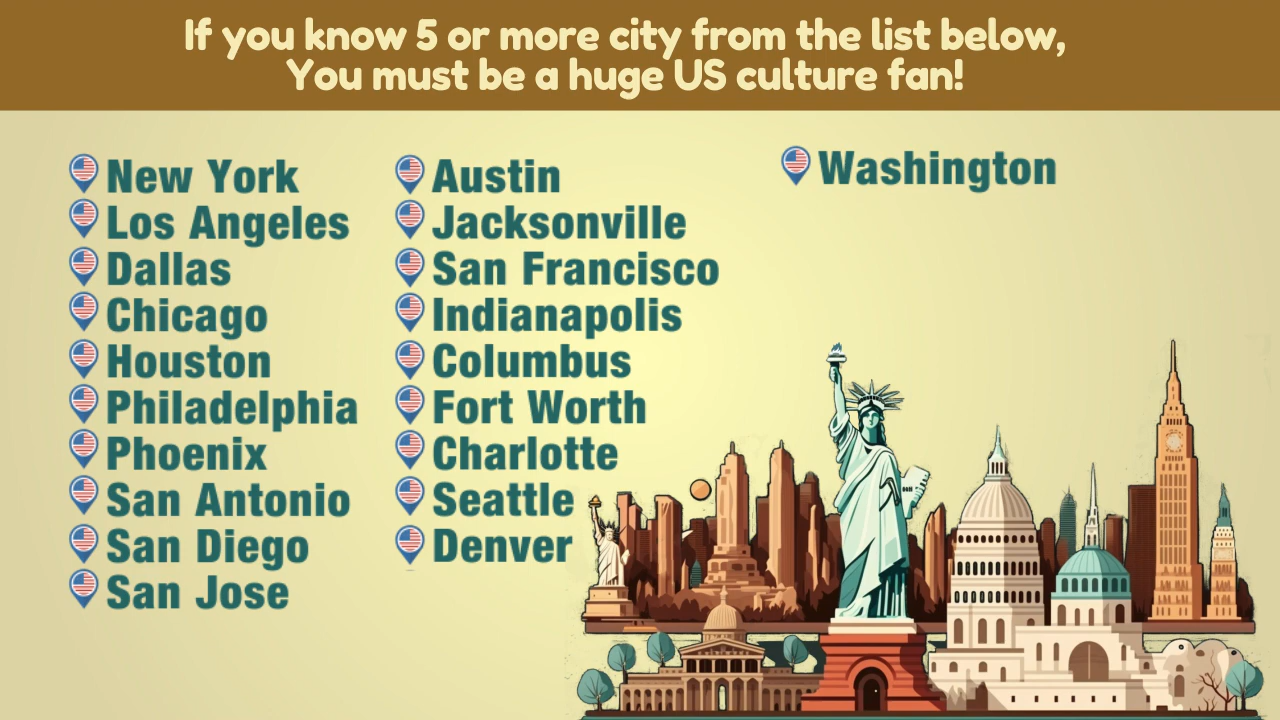 If you know 5 or more city from the list below,
You must be a huge US culture fan!
New York
Los Angeles
Dallas
Chicago
Houston
Philadelphia
Phoenix
San Antonio
San Diego
San Jose
Austin
Jacksonville
San Francisco
Indianapolis
Columbus
Fort Worth
Charlotte
Seattle
Denver
Washington